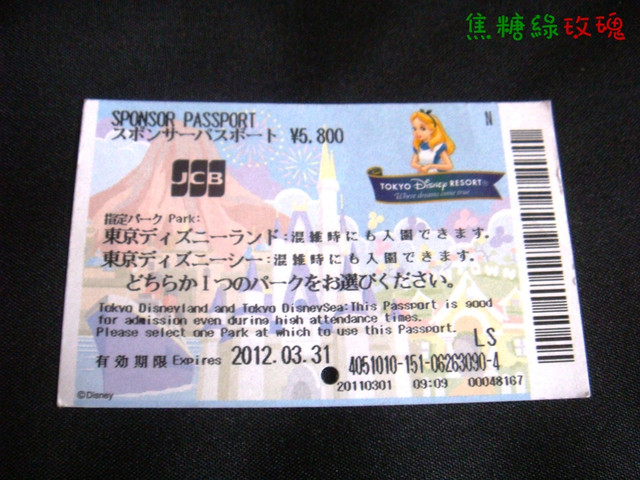 焦糖綠玫瑰
SPONSOR PASSPORT
スポンサーパスポート ¥5,800
N
JCB
TOKYO Disney RESORT®
Where dreams come true
指定パーク Park:
東京ディズニーランド:混雑時にも入園できます。
東京ディズニーシー:混雑時にも入園できます。
どちらか1つのパークをお選びください。
Tokyo Disneyland and Tokyo DisneySea:This Passport is good
for admission even during high attendance times.
Please select one Park at which to use this Passport.
LS
有効期限 Expires 2012.03.31
4051010-151-06263090-4
20110301 09:09 00048167
©Disney